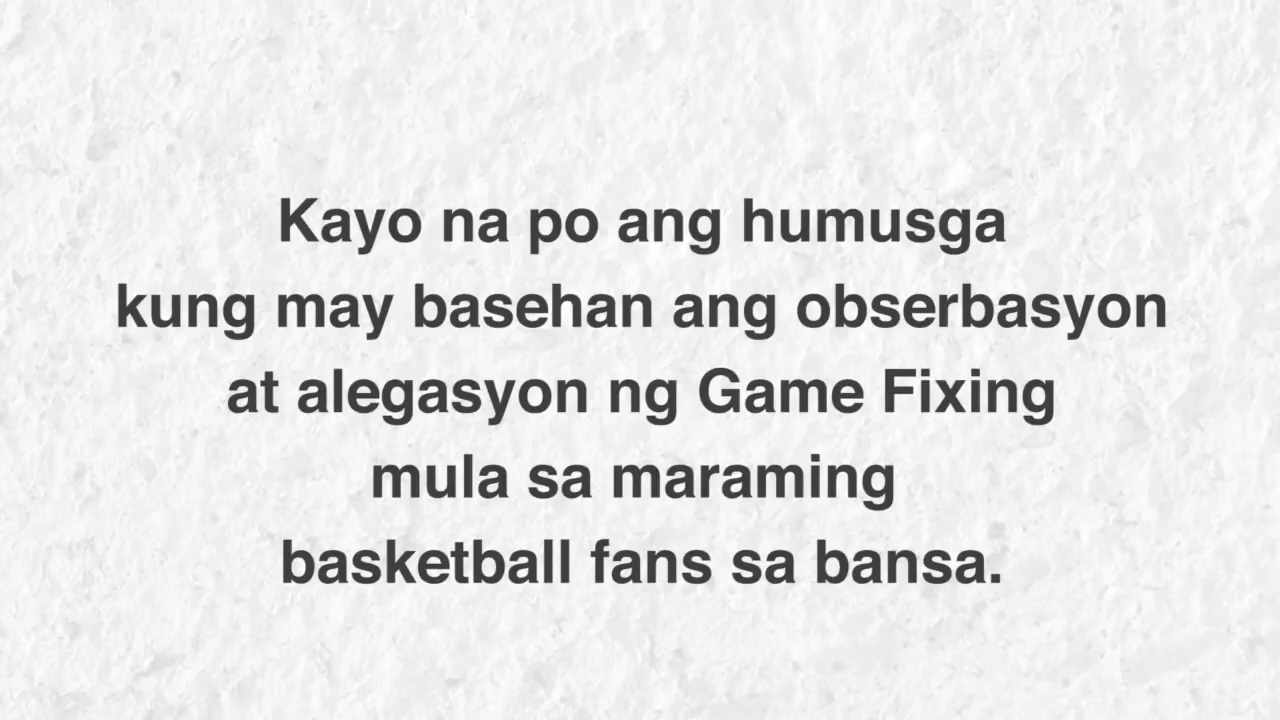 Kayo na po ang humusga
kung may basehan ang obserbasyon
at alegasyon ng Game Fixing
mula sa maraming
basketball fans sa bansa.